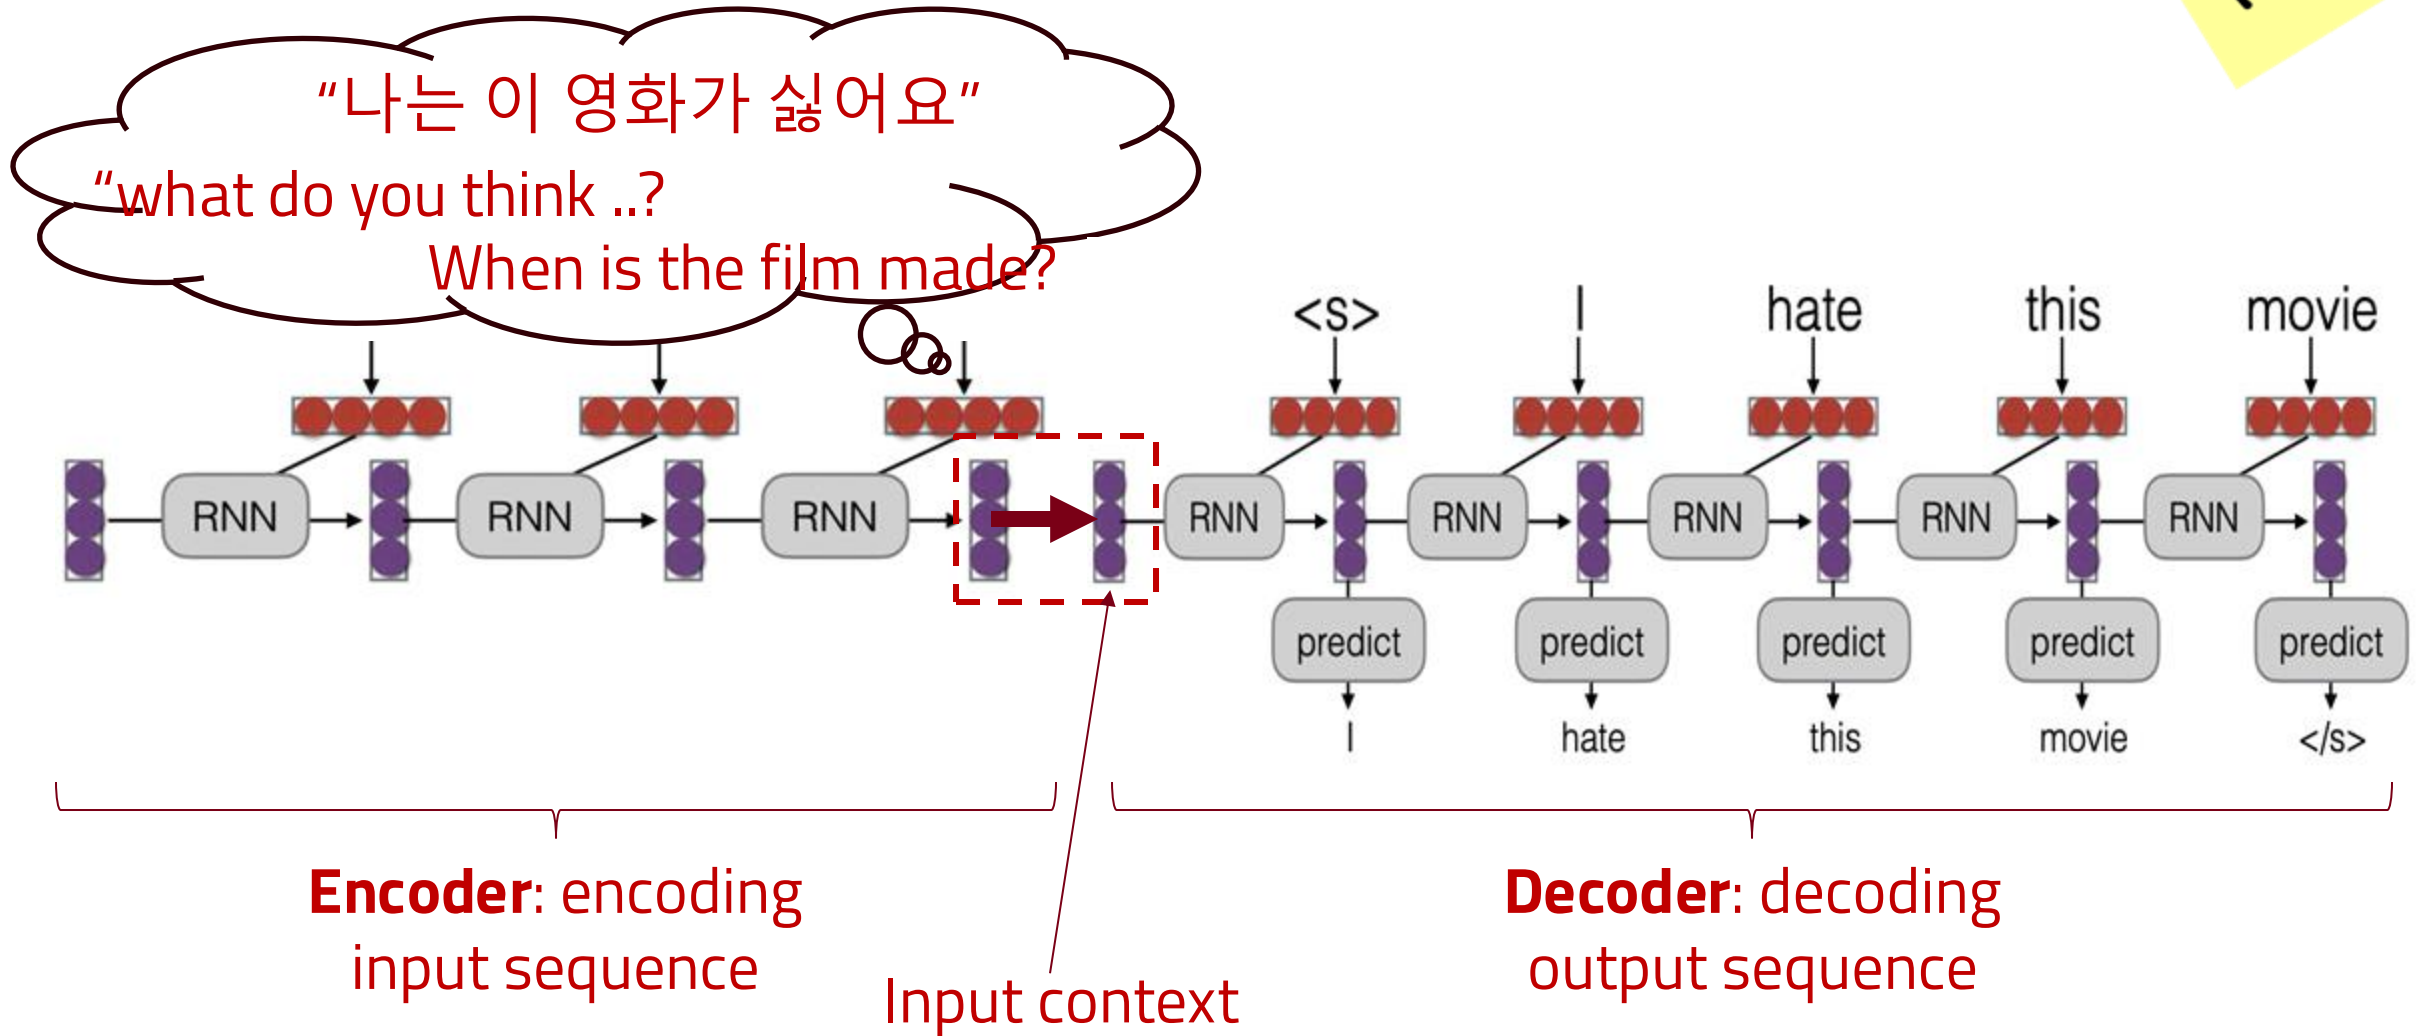 “나는 이 영화가 싫어요”
“what do you think ..?
When is the film made?
<s> I hate this movie
RNN RNN RNN RNN RNN RNN RNN RNN
predict predict predict predict predict
I hate this movie </s>
Encoder: encoding
input sequence
Input context
Decoder: decoding
output sequence